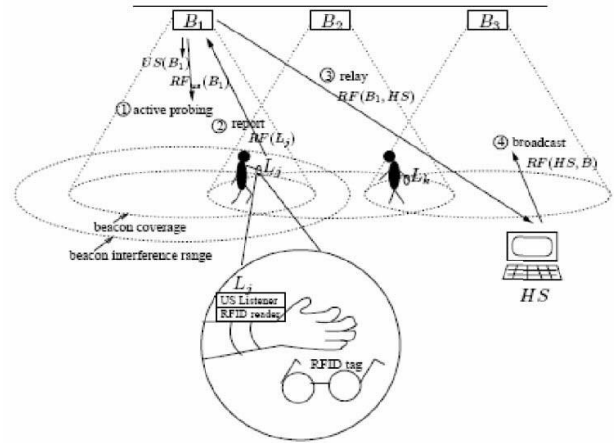 B₁
B₂
B₃
US(B₁)
RFᵤₛ(B₁)
① active probing
② report
RF(Lⱼ)
③ relay
RF(B₁, HS)
④ broadcast
RF(HS, B)
Lⱼ
Lₖ
beacon coverage
beacon interference range
HS
Lⱼ
US Listener
RFID reader
RFID tag